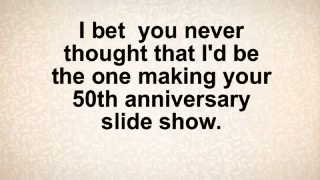 I bet  you never
thought that I'd be
the one making your
50th anniversary
slide show.